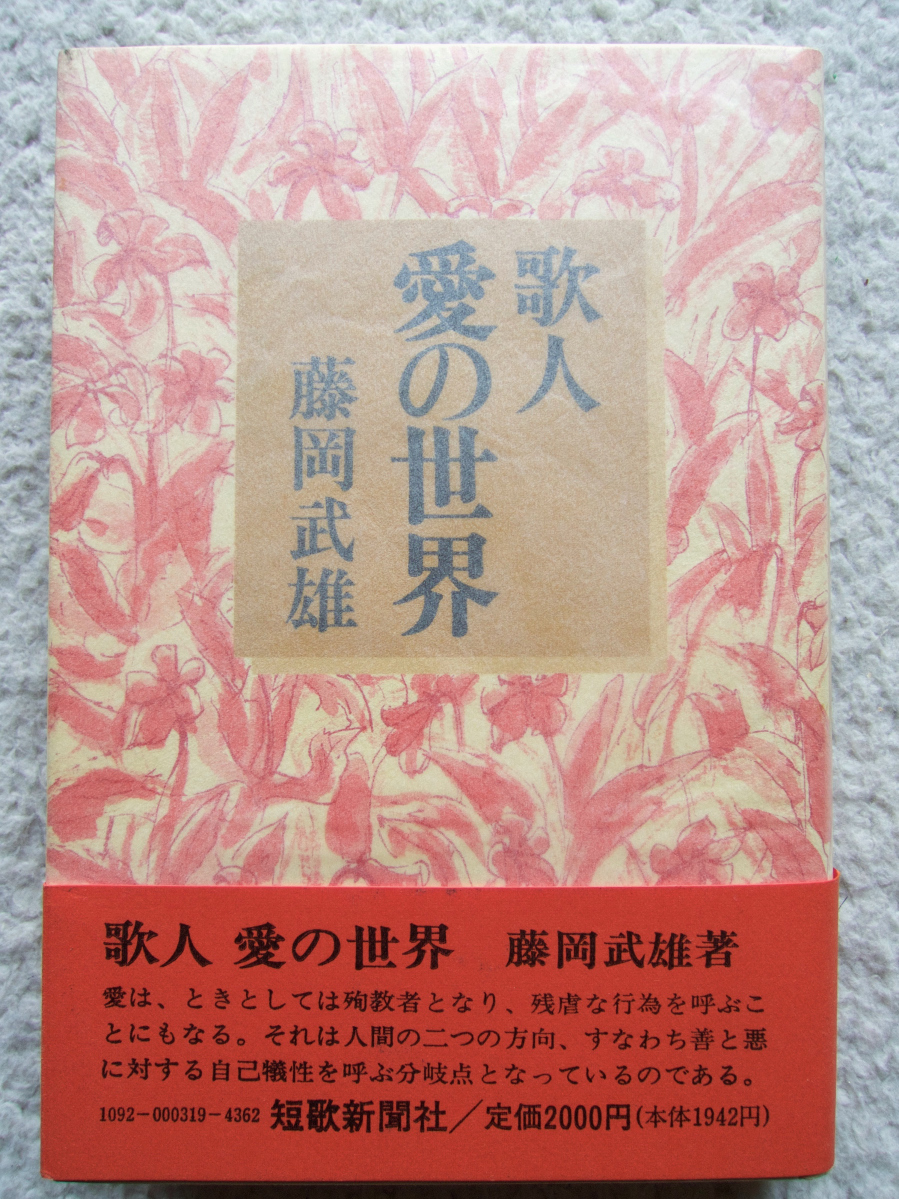 歌人
愛の世界
藤岡武雄
歌人 愛の世界 藤岡武雄著
愛は、ときとしては殉教者となり、残虐な行為を呼ぶこ
とにもなる。それは人間の二つの方向、すなわち善と悪
に対する自己犠牲を呼ぶ分岐点となっているのである。
1092-000319-4362 短歌新聞社/定価2000円(本体1942円)